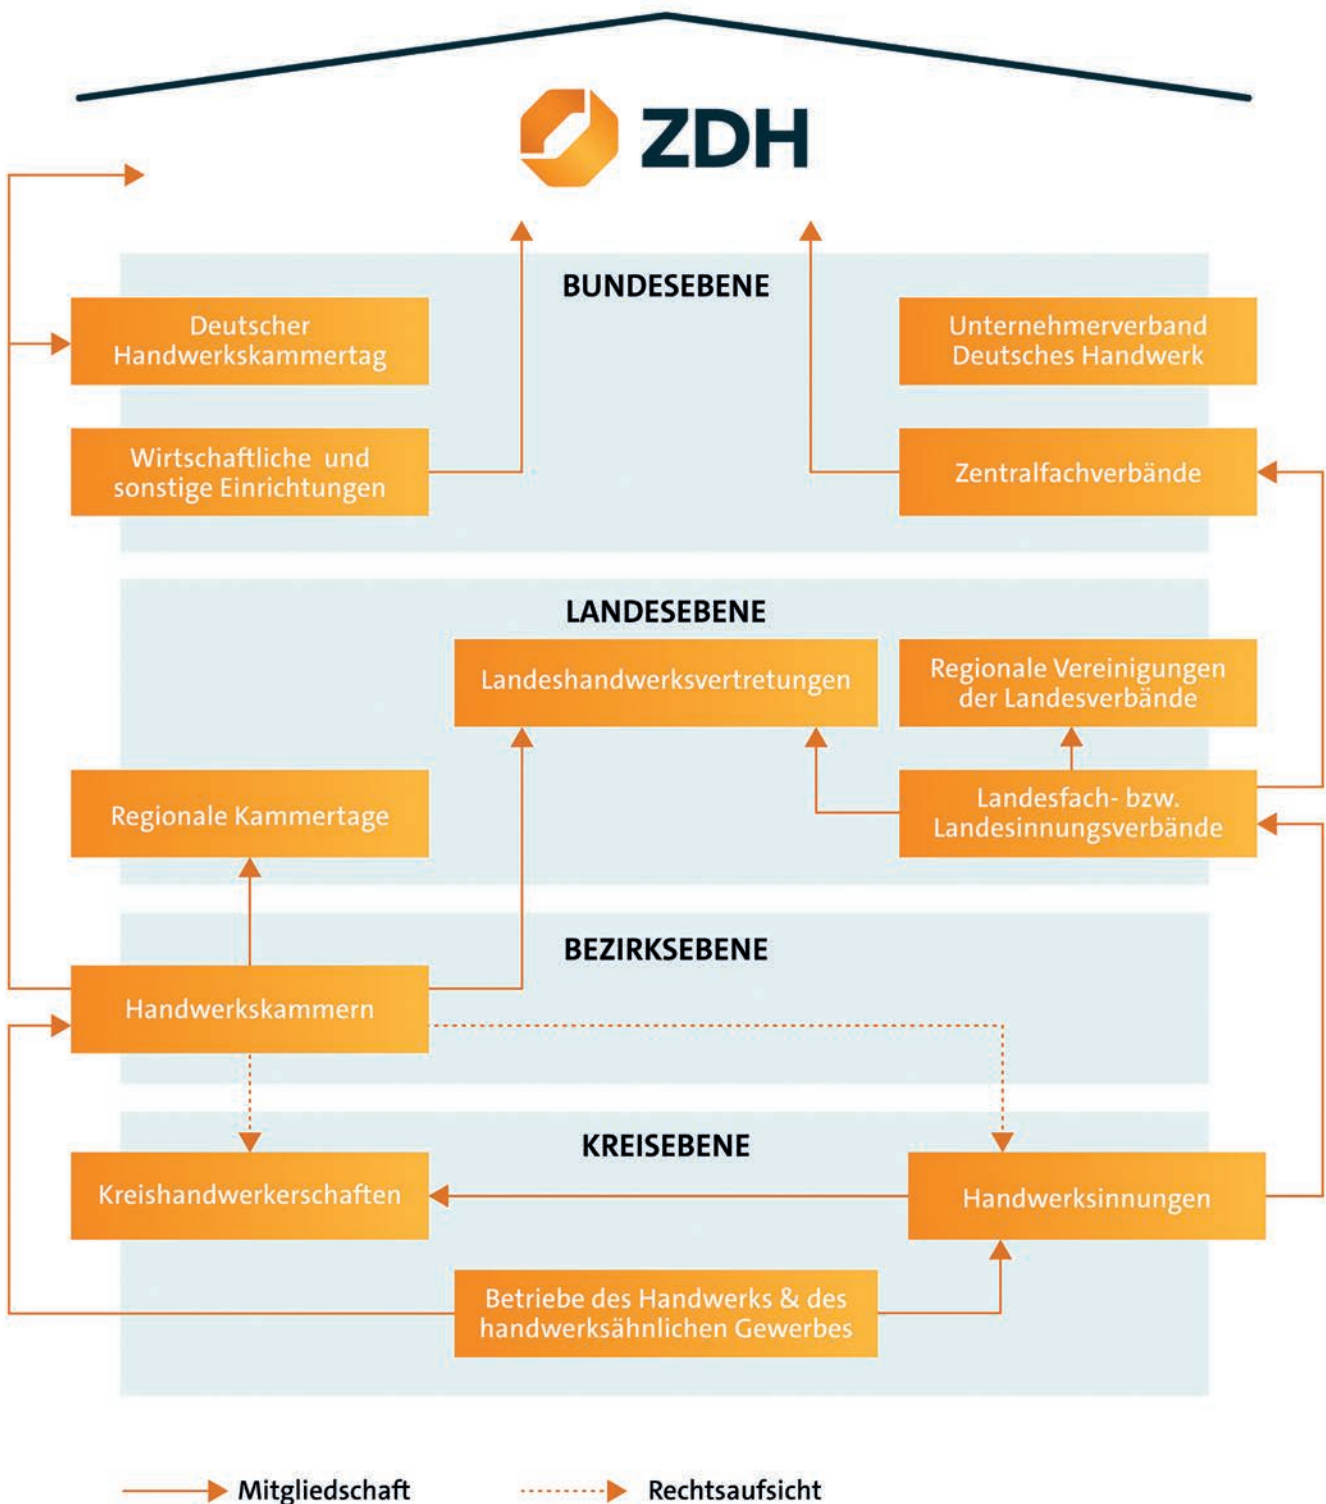 ZDH
BUNDESEBENE
Deutscher
Handwerkskammertag
Unternehmerverband
Deutsches Handwerk
Wirtschaftliche und
sonstige Einrichtungen
Zentralfachverbände
LANDESEBENE
Landeshandwerksvertretungen
Regionale Vereinigungen
der Landesverbände
Regionale Kammertage
Landesfach- bzw.
Landesinnungsverbände
BEZIRKSEBENE
Handwerkskammern
KREISEBENE
Kreishandwerkerschaften
Handwerksinnungen
Betriebe des Handwerks & des
handwerksähnlichen Gewerbes
Mitgliedschaft
Rechtsaufsicht